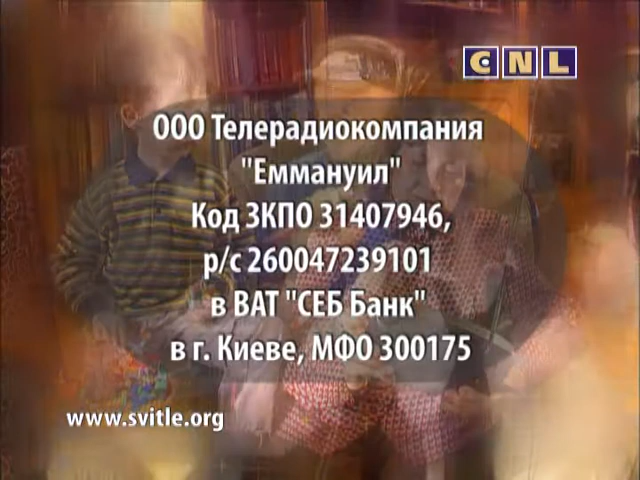 CNL
ООО Телерадиокомпания
"Еммануил"
Код ЗКПО 31407946,
р/с 260047239101
в ВАТ "СЕБ Банк"
в г. Киеве, МФО 300175
www.svitle.org